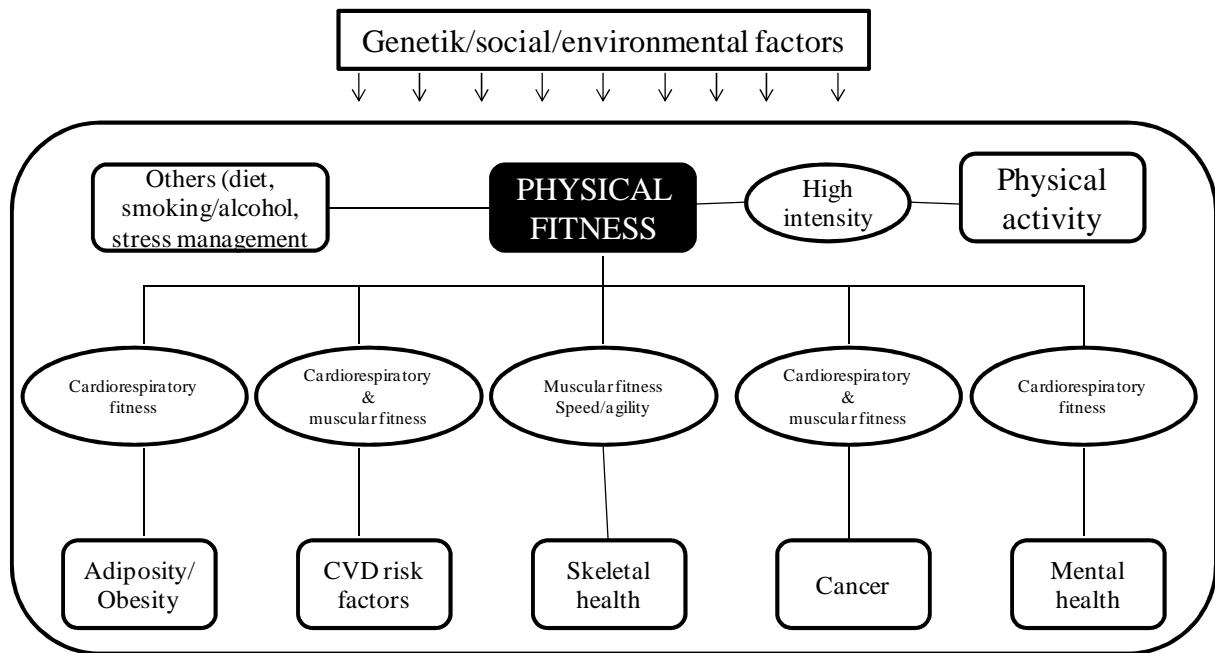 Genetik/social/environmental factors
Others (diet,
smoking/alcohol,
stress management
PHYSICAL
FITNESS
High
intensity
Physical
activity
Cardiorespiratory
fitness
Cardiorespiratory
&
muscular fitness
Muscular fitness
Speed/agility
Cardiorespiratory
&
muscular fitness
Cardiorespiratory
fitness
Adiposity/
Obesity
CVD risk
factors
Skeletal
health
Cancer
Mental
health